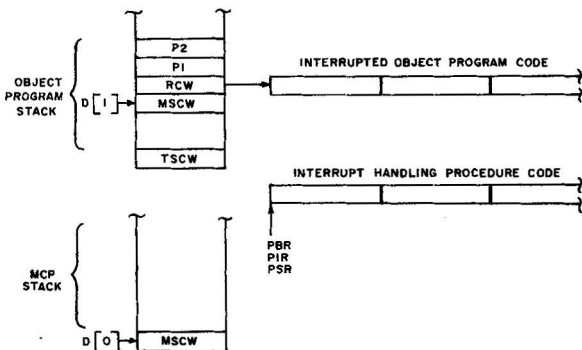 P2
P1
RCW
MSCW
TSCW
OBJECT
PROGRAM
STACK
D [1]
INTERRUPTED OBJECT PROGRAM CODE
INTERRUPT HANDLING PROCEDURE CODE
PBR
PIR
PSR
MCP
STACK
D [0]
MSCW